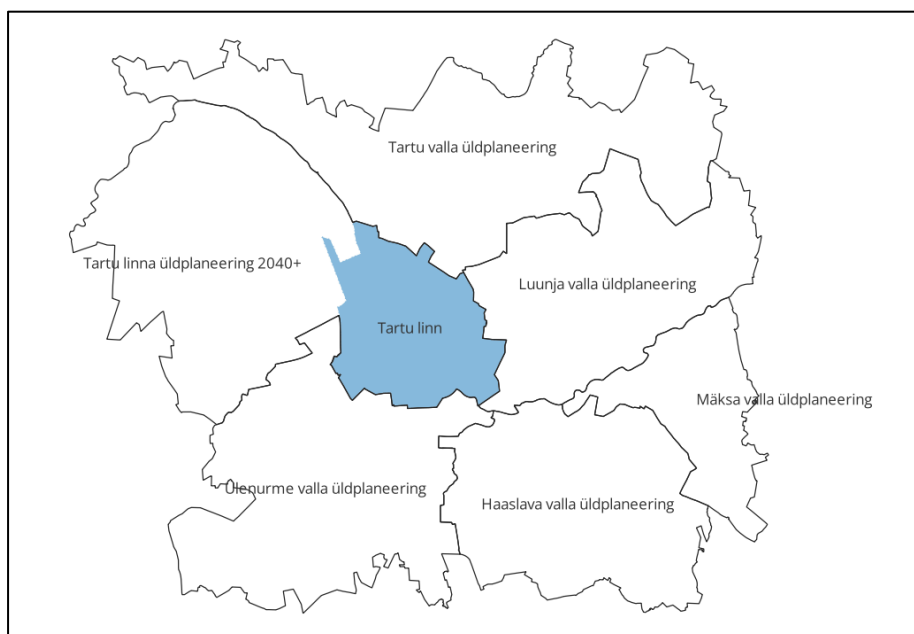 Tartu valla üldplaneering
Tartu linna üldplaneering 2040+
Luunja valla üldplaneering
Tartu linn
Mäksa valla üldplaneering
Ülenurme valla üldplaneering
Haaslava valla üldplaneering